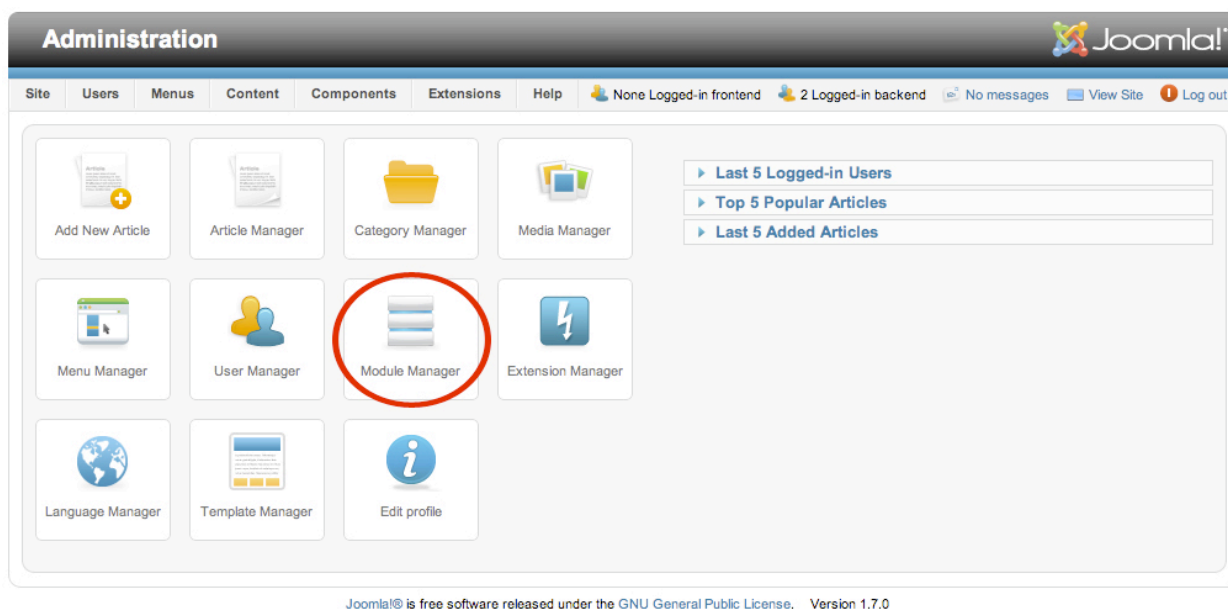 Administration
Joomla!
Site Users Menus Content Components Extensions Help None Logged-in frontend 2 Logged-in backend No messages View Site Log out
Add New Article Article Manager Category Manager Media Manager
Last 5 Logged-in Users
Top 5 Popular Articles
Last 5 Added Articles
Menu Manager User Manager Module Manager Extension Manager
Language Manager Template Manager Edit profile
Joomla!® is free software released under the GNU General Public License. Version 1.7.0